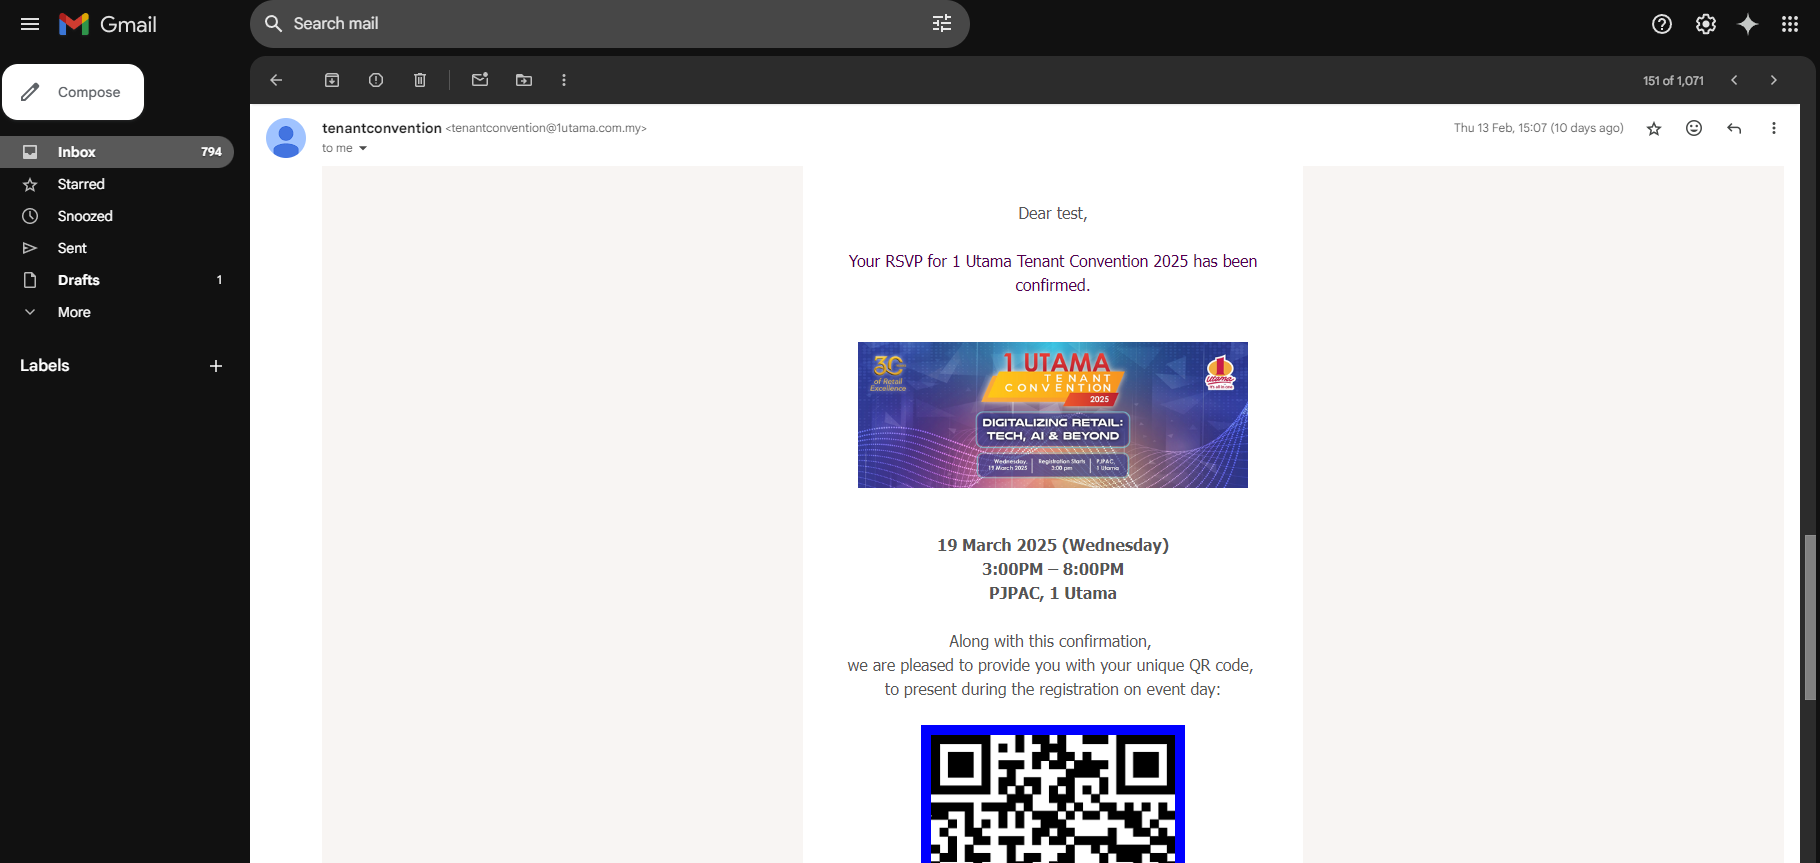 Gmail
Search mail
Compose
151 of 1,071
Inbox 794
Starred
Snoozed
Sent
Drafts 1
More
Labels
tenantconvention <tenantconvention@1utama.com.my>
to me
Thu 13 Feb, 15:07 (10 days ago)
Dear test,
Your RSVP for 1 Utama Tenant Convention 2025 has been
confirmed.
30
of Retail
Excellence
1 UTAMA
TENANT
CONVENTION
2025
DIGITALIZING RETAIL:
TECH, AI & BEYOND
Wednesday,
19 March 2025
Registration Starts
3:00 pm
PJPAC,
1 Utama
1
Utama
19 March 2025 (Wednesday)
3:00PM – 8:00PM
PJPAC, 1 Utama
Along with this confirmation,
we are pleased to provide you with your unique QR code,
to present during the registration on event day: